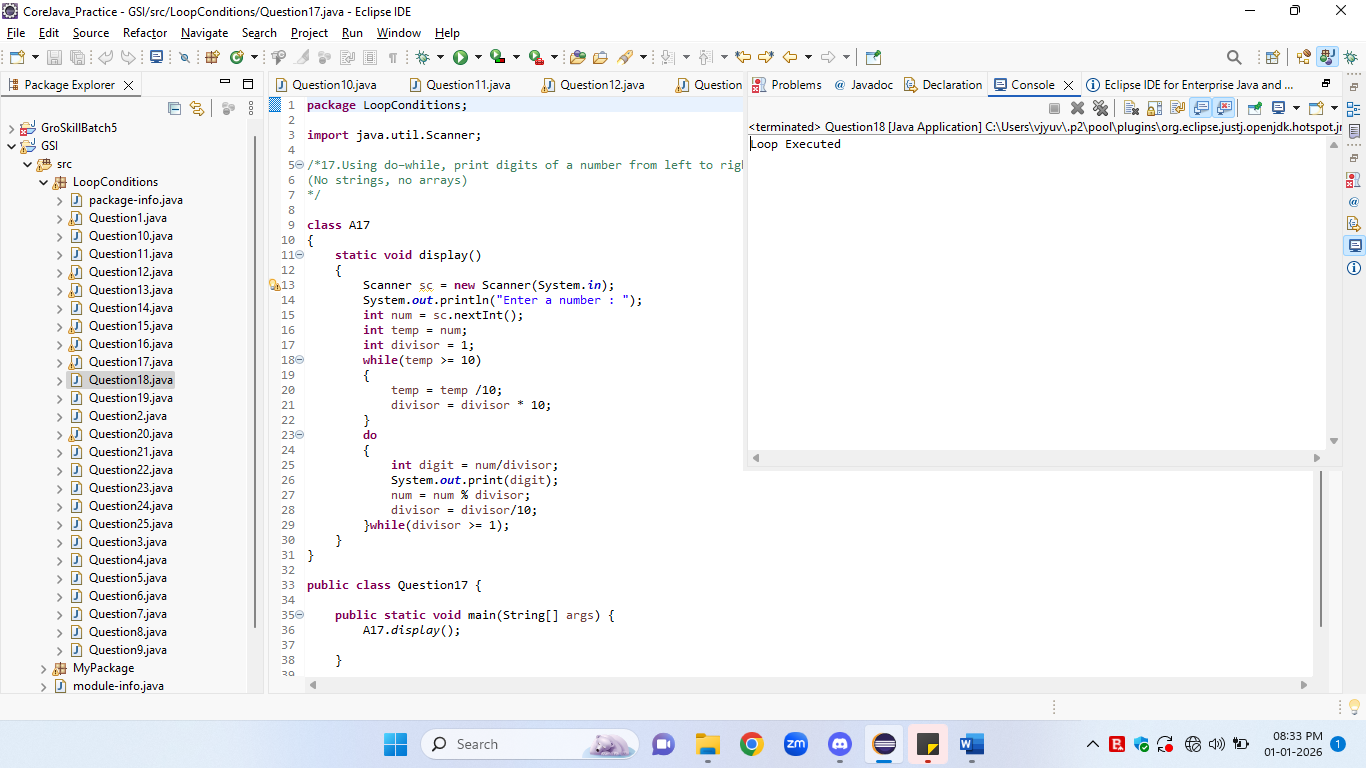 CoreJava_Practice - GSI/src/LoopConditions/Question17.java - Eclipse IDE
File Edit Source Refactor Navigate Search Project Run Window Help
Package Explorer
GroSkillBatch5
GSI
src
LoopConditions
package-info.java
Question1.java
Question10.java
Question11.java
Question12.java
Question13.java
Question14.java
Question15.java
Question16.java
Question17.java
Question18.java
Question19.java
Question2.java
Question20.java
Question21.java
Question22.java
Question23.java
Question24.java
Question25.java
Question3.java
Question4.java
Question5.java
Question6.java
Question7.java
Question8.java
Question9.java
MyPackage
module-info.java
Question10.java Question11.java Question12.java Question
1 package LoopConditions;
2
3 import java.util.Scanner;
4
5 /*17.Using do-while, print digits of a number from left to righ
6 (No strings, no arrays)
7 */
8
9 class A17
10 {
11 static void display()
12 {
13 Scanner sc = new Scanner(System.in);
14 System.out.println("Enter a number : ");
15 int num = sc.nextInt();
16 int temp = num;
17 int divisor = 1;
18 while(temp >= 10)
19 {
20 temp = temp /10;
21 divisor = divisor * 10;
22 }
23 do
24 {
25 int digit = num/divisor;
26 System.out.print(digit);
27 num = num % divisor;
28 divisor = divisor/10;
29 }while(divisor >= 1);
30 }
31 }
32
33 public class Question17 {
34
35 public static void main(String[] args) {
36 A17.display();
37
38 }
39
Problems @ Javadoc Declaration Console Eclipse IDE for Enterprise Java and ...
<terminated> Question18 [Java Application] C:\Users\vjyuv\.p2\pool\plugins\org.eclipse.justj.openjdk.hotspot.jr
Loop Executed
Search
zm
08:33 PM
01-01-2026
1